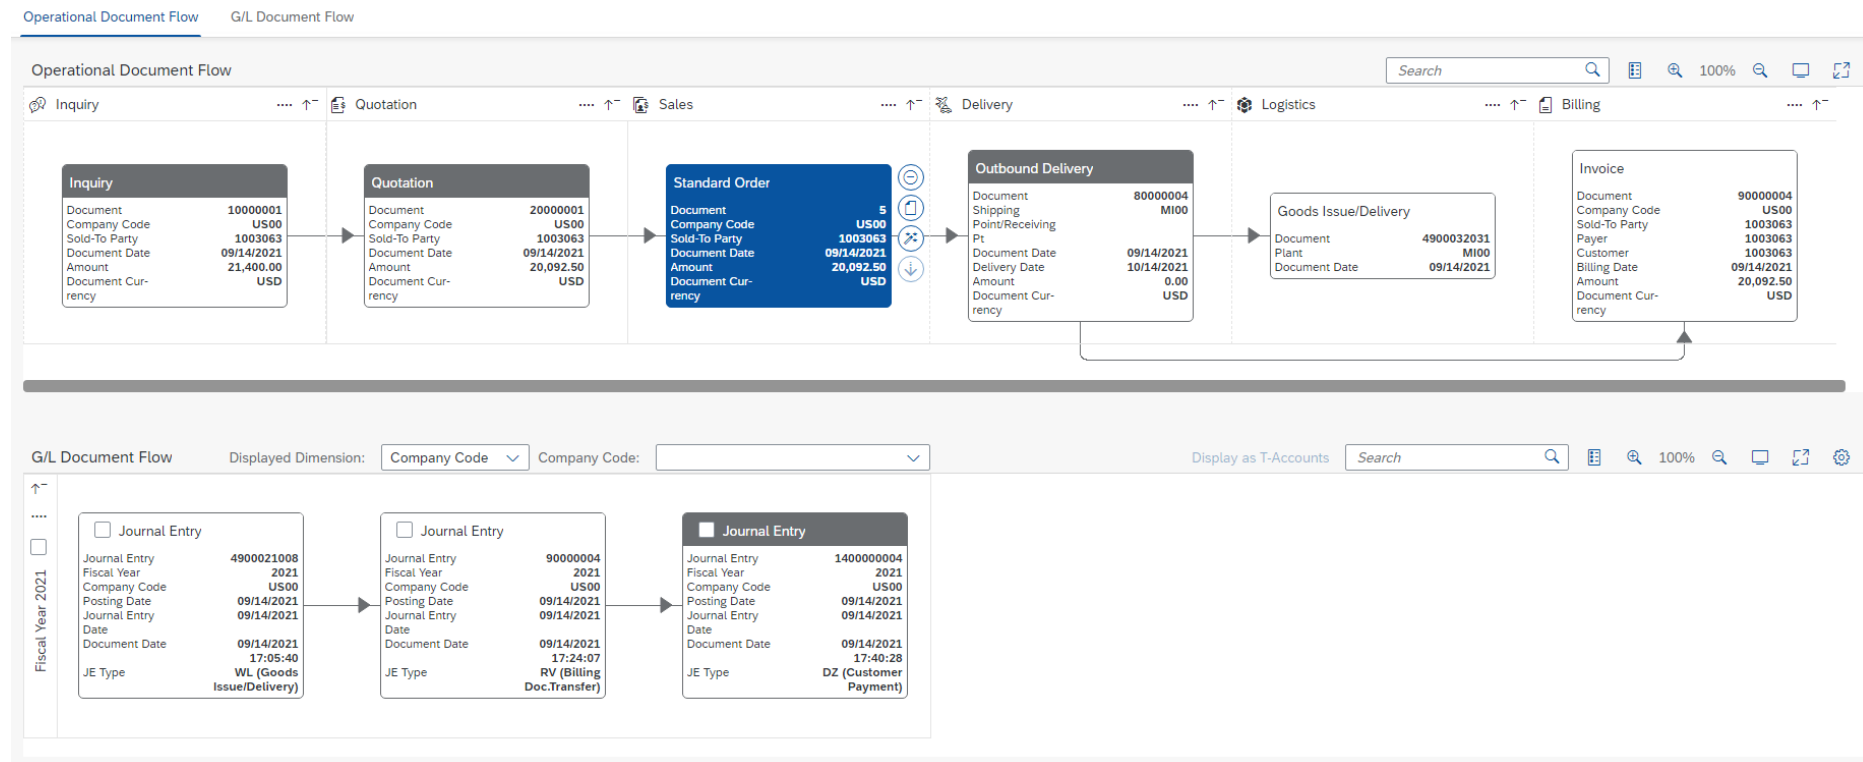 Operational Document Flow G/L Document Flow
Operational Document Flow Search 100%
Inquiry Quotation Sales Delivery Logistics Billing
Inquiry
Document 10000001
Company Code US00
Sold-To Party 1003063
Document Date 09/14/2021
Amount 21,400.00
Document Cur- USD
rency
Quotation
Document 20000001
Company Code US00
Sold-To Party 1003063
Document Date 09/14/2021
Amount 20,092.50
Document Cur- USD
rency
Standard Order
Document 5
Company Code US00
Sold-To Party 1003063
Document Date 09/14/2021
Amount 20,092.50
Document Cur- USD
rency
Outbound Delivery
Document 80000004
Shipping MI00
Point/Receiving
Pt
Document Date 09/14/2021
Delivery Date 10/14/2021
Amount 0.00
Document Cur- USD
rency
Goods Issue/Delivery
Document 4900032031
Plant MI00
Document Date 09/14/2021
Invoice
Document 90000004
Company Code US00
Sold-To Party 1003063
Payer 1003063
Customer 1003063
Billing Date 09/14/2021
Amount 20,092.50
Document Cur- USD
rency
G/L Document Flow Displayed Dimension: Company Code Company Code: Display as T-Accounts Search 100%
Fiscal Year 2021
Journal Entry
Journal Entry 4900021008
Fiscal Year 2021
Company Code US00
Posting Date 09/14/2021
Journal Entry 09/14/2021
Date
Document Date 09/14/2021
17:05:40
JE Type WL (Goods
Issue/Delivery)
Journal Entry
Journal Entry 90000004
Fiscal Year 2021
Company Code US00
Posting Date 09/14/2021
Journal Entry 09/14/2021
Date
Document Date 09/14/2021
17:24:07
JE Type RV (Billing
Doc.Transfer)
Journal Entry
Journal Entry 1400000004
Fiscal Year 2021
Company Code US00
Posting Date 09/14/2021
Journal Entry 09/14/2021
Date
Document Date 09/14/2021
17:40:28
JE Type DZ (Customer
Payment)